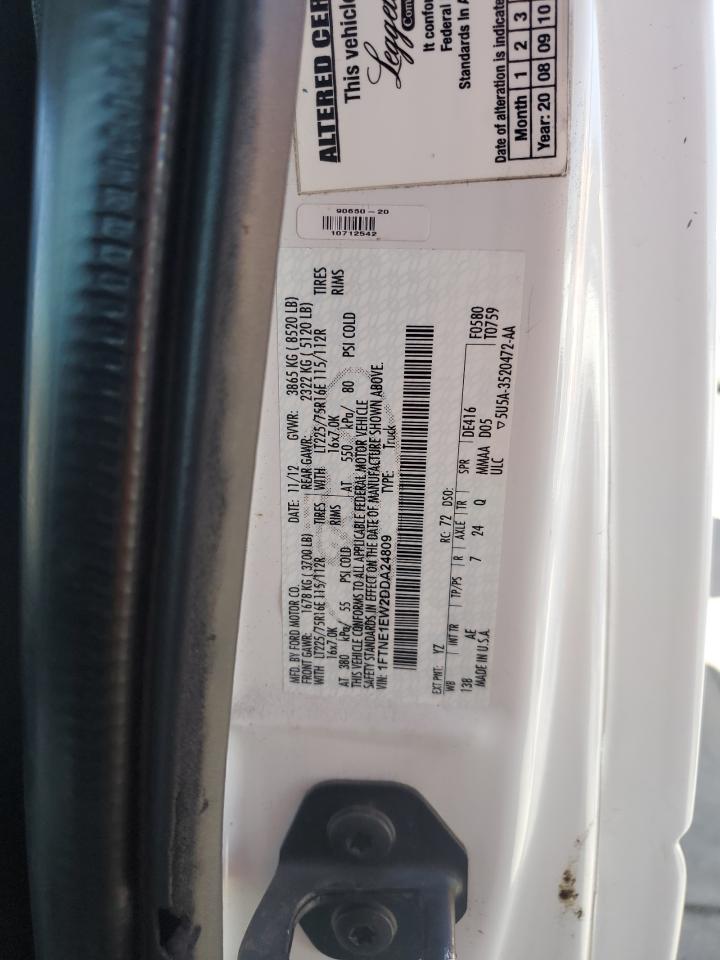 ALTERED CER
This vehicle
Leggett
Com
It confo
Federal
Standards In A
Date of alteration is indicate
Month 1 2 3
Year: 20 08 09 10
90650-20
10712542
MFD. BY FORD MOTOR CO.
DATE: 11/12 GVWR: 3865 KG ( 8520 LB)
FRONT GAWR: 1678 KG ( 3700 LB) REAR GAWR: 2322 KG ( 5120 LB)
WITH LT225/75R16E 115/112R TIRES WITH LT225/75R16E 115/112R TIRES
16x7.0K RIMS 16x7.0K RIMS
AT 380 kPa/ 55 PSI COLD AT 550 kPa/ 80 PSI COLD
THIS VEHICLE CONFORMS TO ALL APPLICABLE FEDERAL MOTOR VEHICLE
SAFETY STANDARDS IN EFFECT ON THE DATE OF MANUFACTURE SHOWN ABOVE.
VIN: 1FTNE1EW2DDA24809 TYPE: Truck
EXT PNT: YZ RC: 72 DSO: F0580
WB INT TR TP/PS R AXLE TR SPR DE416 T0759
138 AE 7 24 Q MMAA D05
MADE IN U.S.A. ULC ▽5U5A-3520472-AA